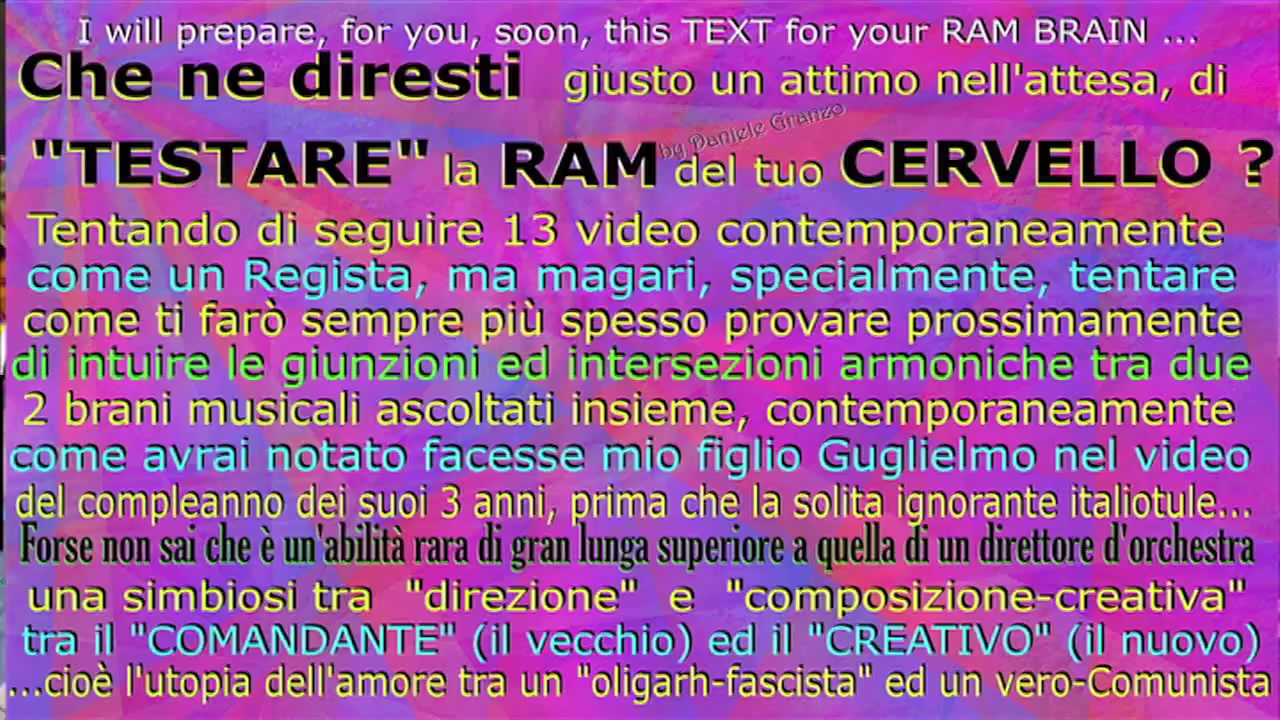 I will prepare, for you, soon, this TEXT for your RAM BRAIN ...
Che ne diresti giusto un attimo nell'attesa, di
by Daniele Granzo
"TESTARE" la RAM del tuo CERVELLO ?
Tentando di seguire 13 video contemporaneamente
come un Regista, ma magari, specialmente, tentare
come ti farò sempre più spesso provare prossimamente
di intuire le giunzioni ed intersezioni armoniche tra due
2 brani musicali ascoltati insieme, contemporaneamente
come avrai notato facesse mio figlio Guglielmo nel video
del compleanno dei suoi 3 anni, prima che la solita ignorante italiotule...
Forse non sai che è un'abilità rara di gran lunga superiore a quella di un direttore d'orchestra
una simbiosi tra "direzione" e "composizione-creativa"
tra il "COMANDANTE" (il vecchio) ed il "CREATIVO" (il nuovo)
...cioè l'utopia dell'amore tra un "oligarh-fascista" ed un vero-Comunista